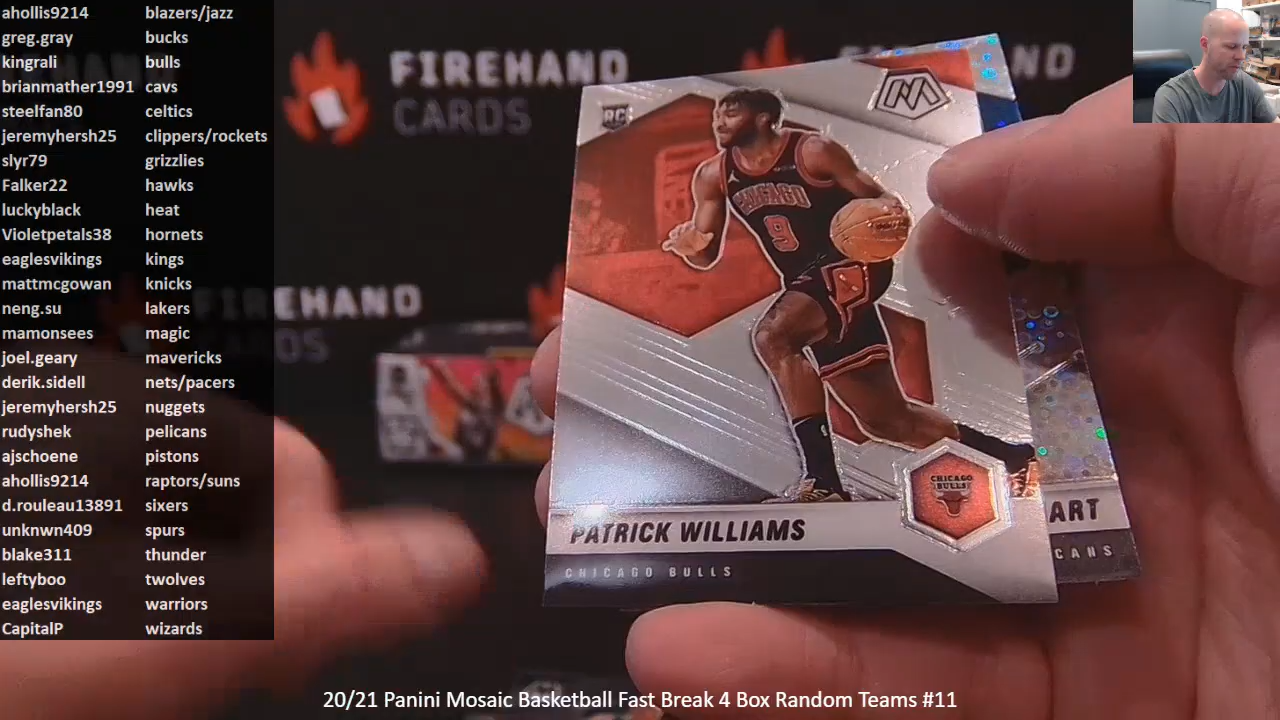 ahollis9214 blazers/jazz
greg.gray bucks
kingrali bulls
brianmather1991 cavs
steelfan80 celtics
jeremyhersh25 clippers/rockets
slyr79 grizzlies
Falker22 hawks
luckyblack heat
Violetpetals38 hornets
eaglesvikings kings
mattmcgowan knicks
neng.su lakers
mamonsees magic
joel.geary mavericks
derik.sidell nets/pacers
jeremyhersh25 nuggets
rudyshek pelicans
ajschoene pistons
ahollis9214 raptors/suns
d.rouleau13891 sixers
unknwn409 spurs
blake311 thunder
leftyboo twolves
eaglesvikings warriors
CapitalP wizards
FIREHAND
CARDS
FIREHAND
RC
CHICAGO
9
CHICAGO
BULLS
PATRICK WILLIAMS
CHICAGO BULLS
ART
CANS
20/21 Panini Mosaic Basketball Fast Break 4 Box Random Teams #11